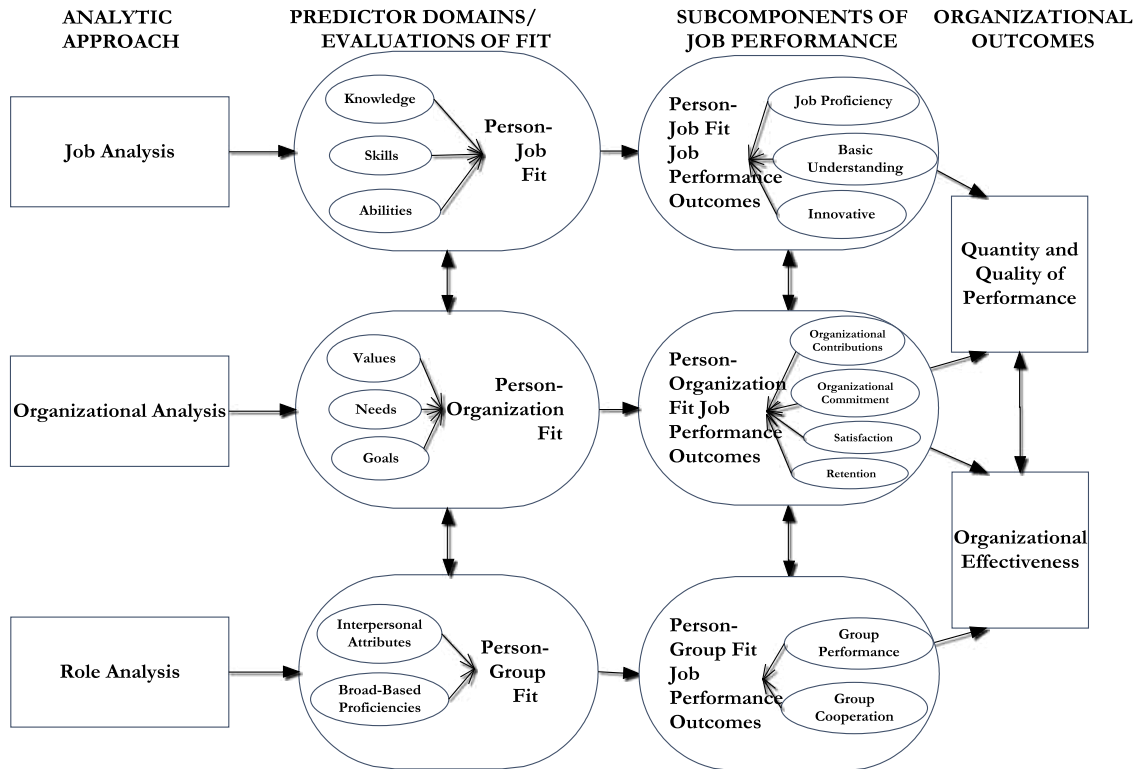 ANALYTIC
APPROACH
PREDICTOR DOMAINS/
EVALUATIONS OF FIT
SUBCOMPONENTS OF
JOB PERFORMANCE
ORGANIZATIONAL
OUTCOMES
Job Analysis
Knowledge
Skills
Abilities
Person-
Job
Fit
Person-
Job Fit
Job
Performance
Outcomes
Job Proficiency
Basic
Understanding
Innovative
Quantity and
Quality of
Performance
Organizational Analysis
Values
Needs
Goals
Person-
Organization
Fit
Person-
Organization
Fit Job
Performance
Outcomes
Organizational
Contributions
Organizational
Commitment
Satisfaction
Retention
Organizational
Effectiveness
Role Analysis
Interpersonal
Attributes
Broad-Based
Proficiencies
Person-
Group
Fit
Person-
Group Fit
Job
Performance
Outcomes
Group
Performance
Group
Cooperation